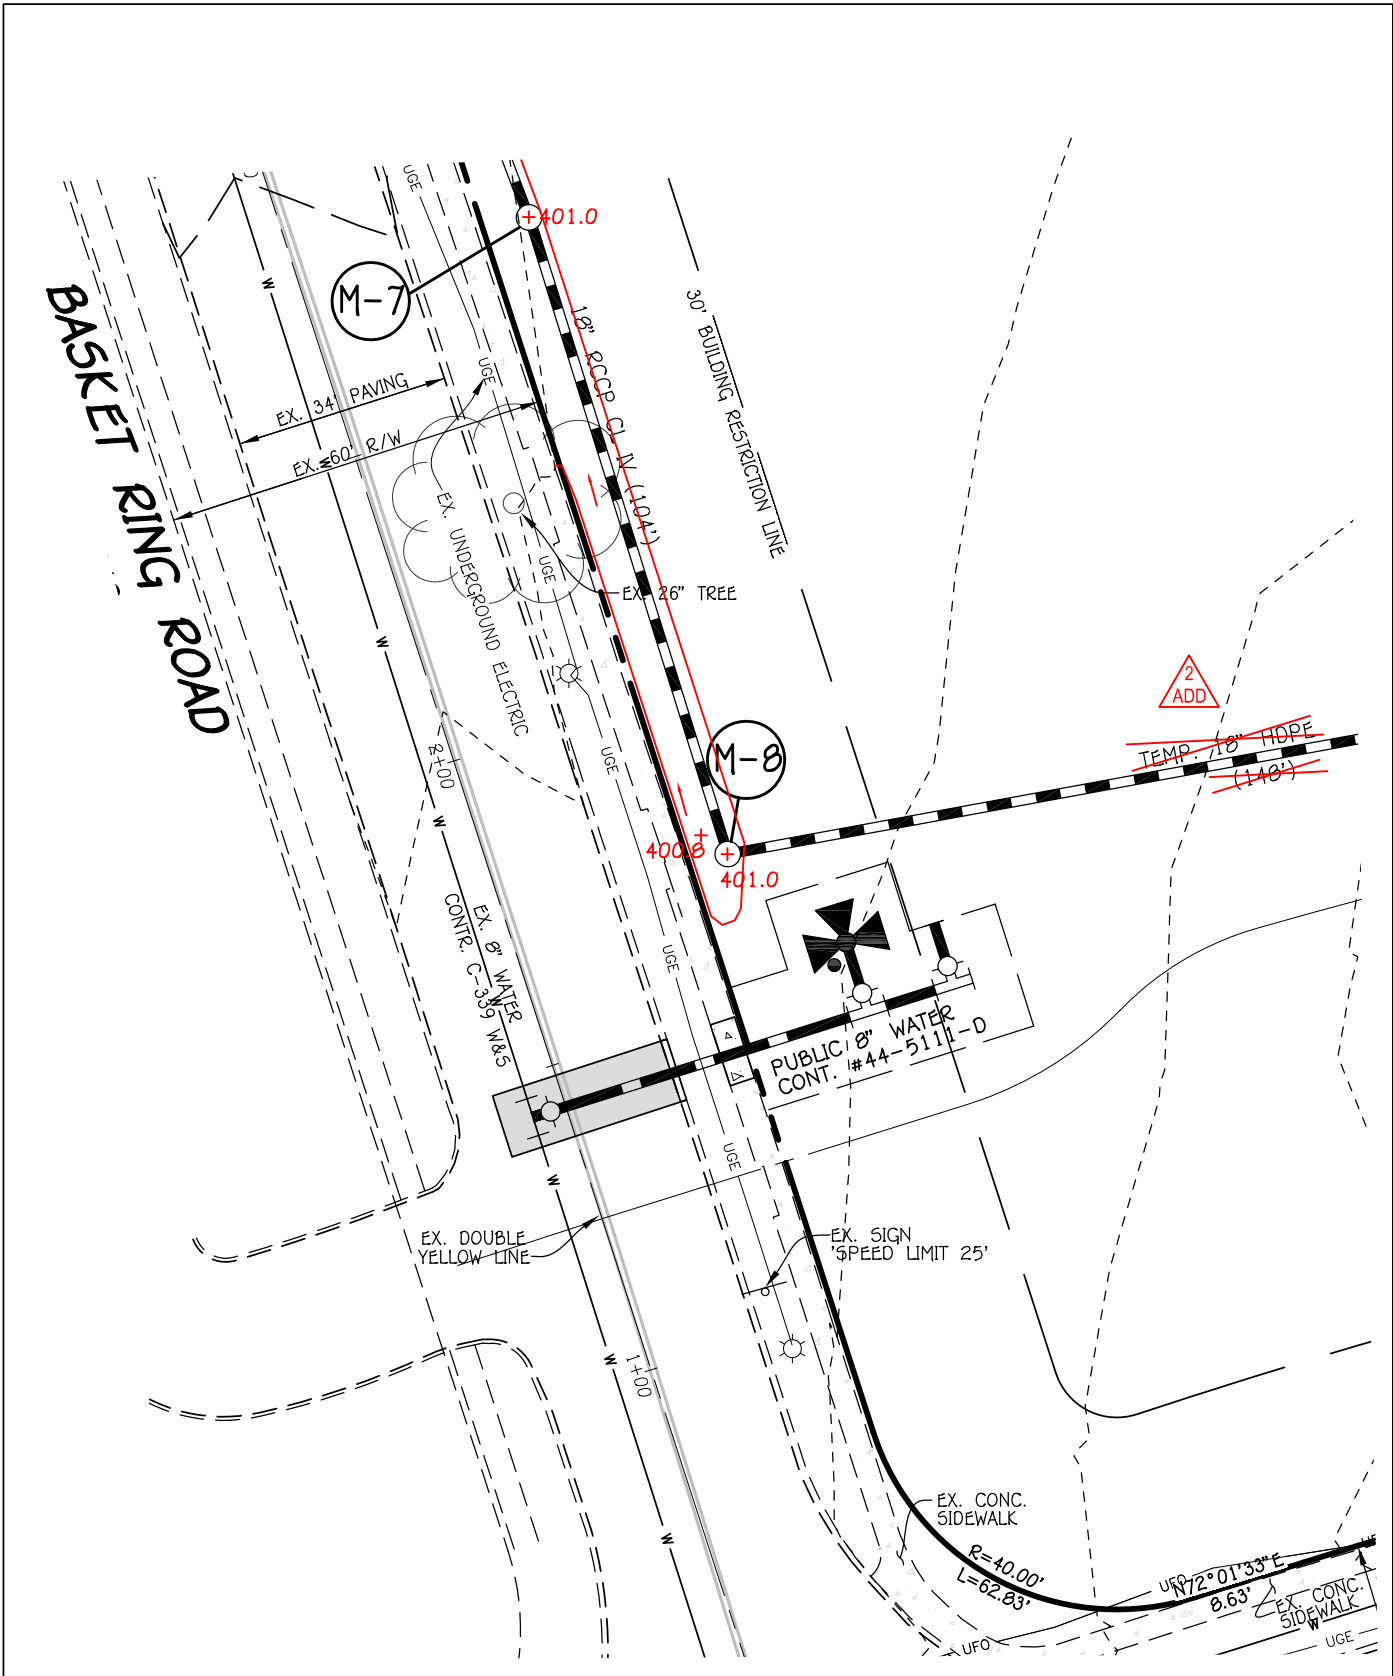 UGE
401.0
M-7
W
BASKET RING ROAD
18" RCCP CL. IV (104')
30' BUILDING RESTRICTION LINE
UGE
EX. 34' PAVING
EX. 60' R/W
W
EX. UNDERGROUND ELECTRIC
UGE
EX. 26" TREE
W
2
ADD
TEMP. 18" HDPE
(148')
2+00
UGE
M-8
W
400.8
401.0
EX. 8" WATER
CONTR. C-339 W&S
W
UGE
PUBLIC 8" WATER
CONT. #44-5111-D
W
UGE
EX. DOUBLE
YELLOW LINE
EX. SIGN
'SPEED LIMIT 25'
W
1+00
EX. CONC.
SIDEWALK
W
R=40.00'
L=62.83'
UFO
N72°01'33"E
8.63'
EX. CONC.
SIDEWALK
W
UFO
UGE